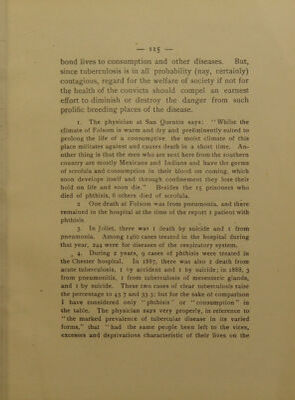 — 125 —
bond lives to consumption and other diseases. But,
since tuberculosis is in all probability (nay, certainly)
contagious, regard for the welfare of society if not for
the health of the convicts should compel an earnest
effort to diminish or destroy the danger from such
prolific breeding places of the disease.
1. The physician at San Quentin says: "Whilst the
climate of Folsom is warm and dry and preëminently suited to
prolong the life of a consumptive the moist climate of this
place militates against and causes death in a short time. An-
other thing is that the men who are sent here from the southern
country are mostly Mexicans and Indians and have the germs
of scrofula and consumption in their blood on coming, which
soon develops itself and through confinement they lose their
hold on life and soon die." Besides the 15 prisoners who
died of phthisis, 6 others died of scrofula.
2 One death at Folsom was from pneumonia, and there
remained in the hospital at the time of the report 1 patient with
phthisis
3. In Joliet, there was 1 death by suicide and 1 from
pneumonia. Among 1460 cases treated in the hospital during
that year, 244 were for diseases of the respiratory system.
4. During 2 years, 9 cases of phthisis were treated in
the Chester hospital. In 1887, there was also 1 death from
acute tuberculosis, 1 by accident and 1 by suicide; in 1888, 3
from pneumonitis, 1 from tuberculosis of mesenteric glands,
and 1 by suicide. These two cases of clear tuberculosis raise
the percentage to 45 7 and 33 3; but for the sake of comparison
I have considered only "phthisis" or "consumption" in
the table. The physician says very properly, in reference to
"the marked prevalence of tubercular disease in its varied
forms," that "had the same people been left to the vices,
excesses and deprivations characteristic of their lives on the